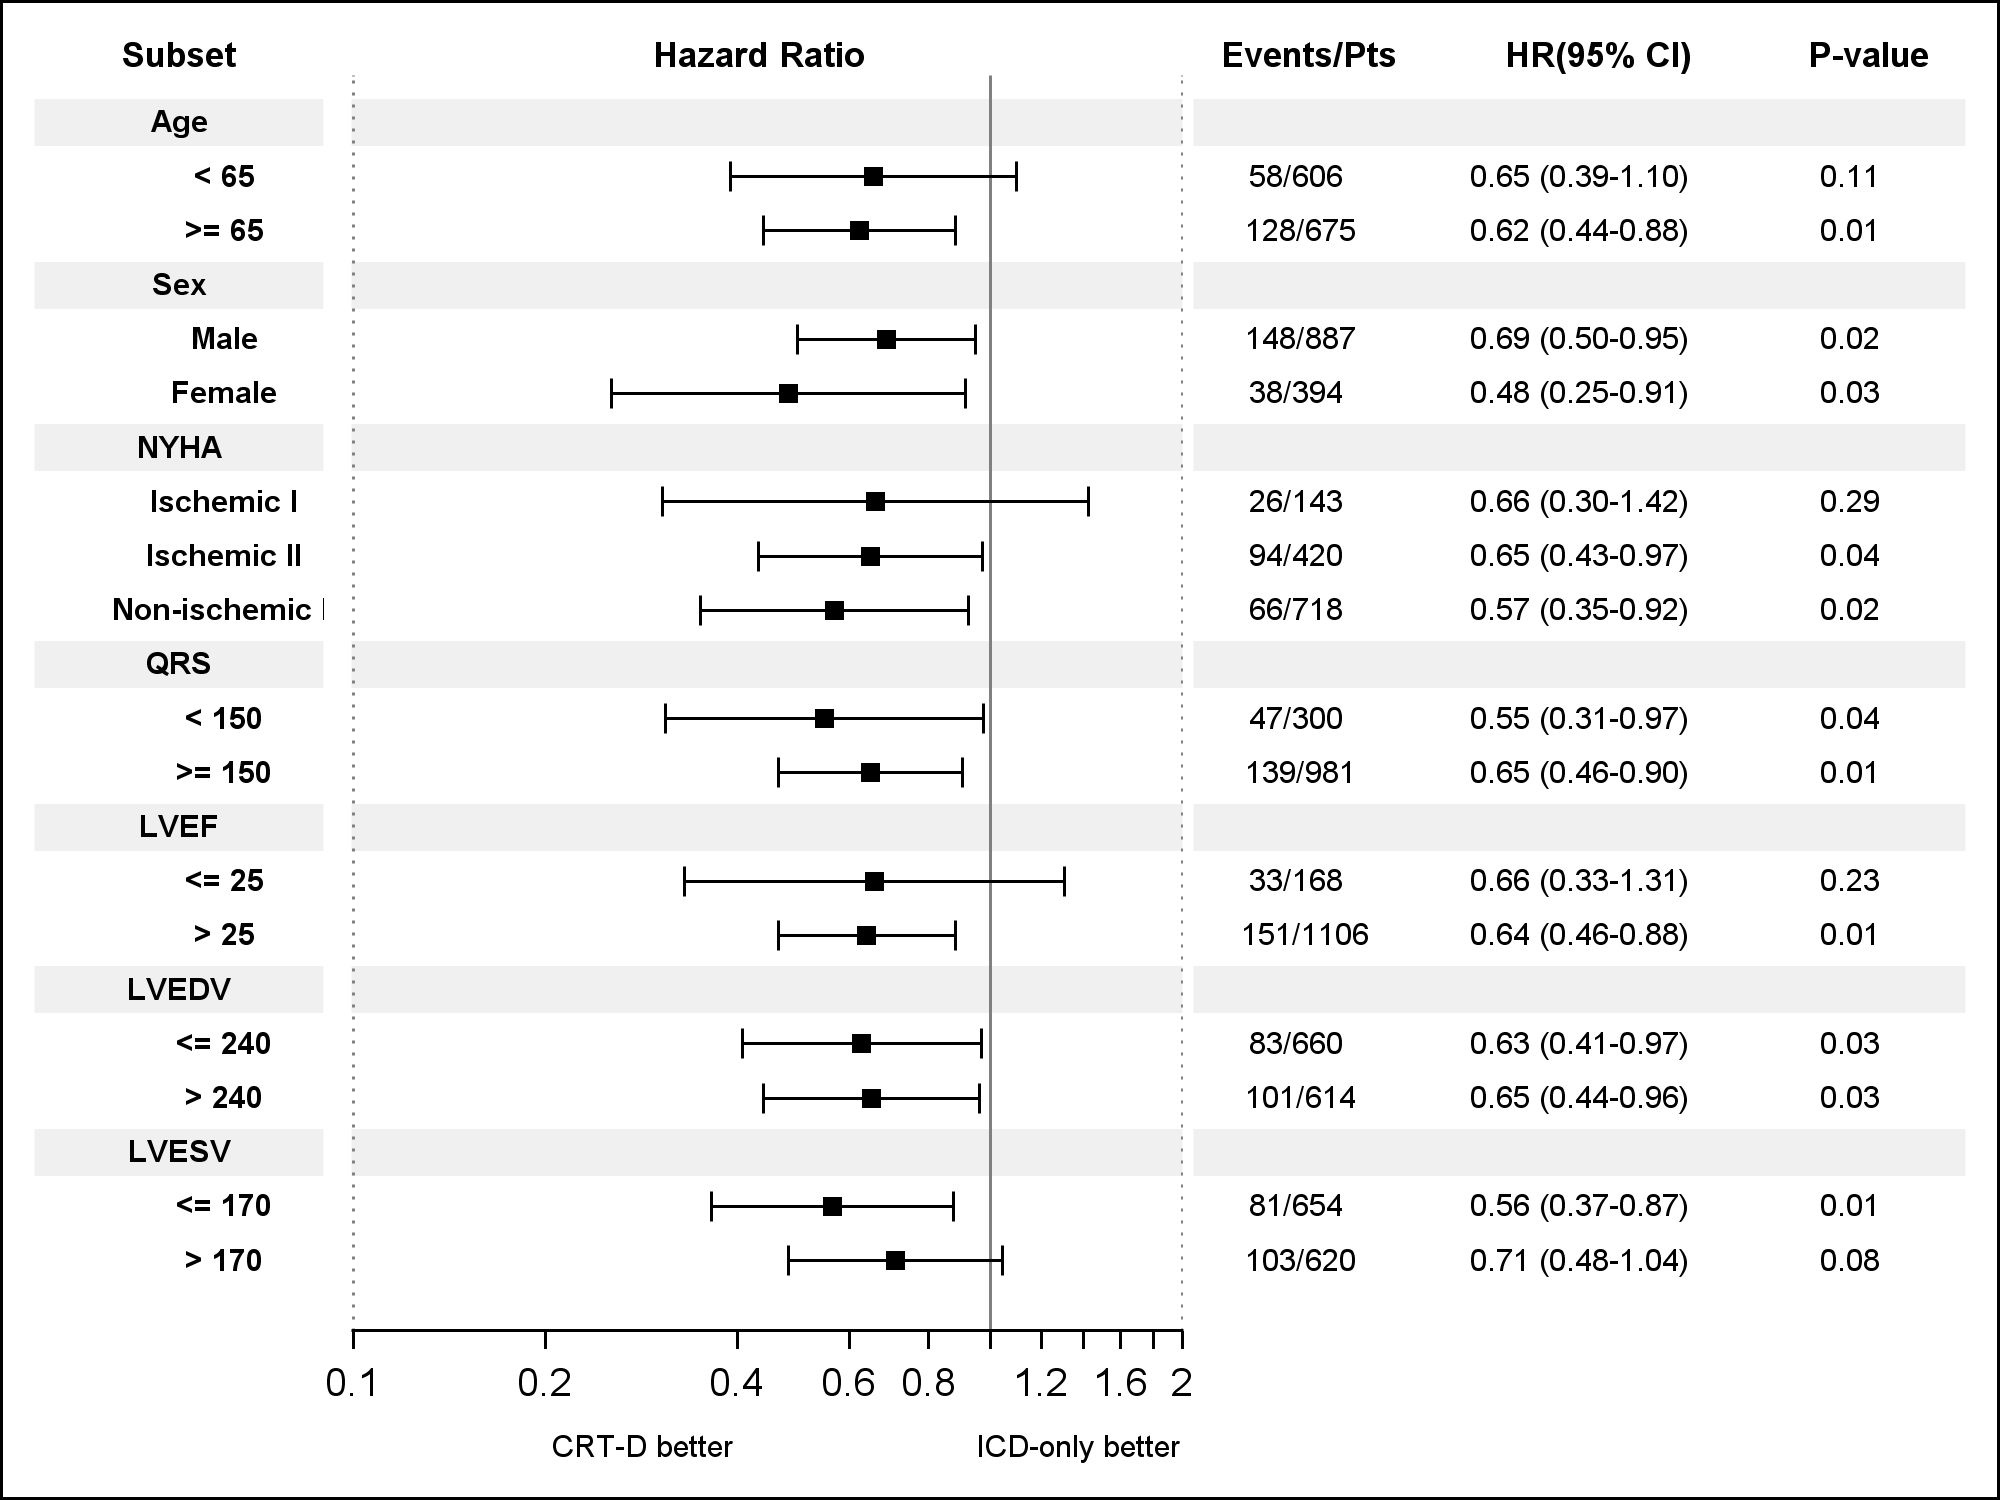 Subset Hazard Ratio Events/Pts HR(95% CI) P-value
Age
< 65 58/606 0.65 (0.39-1.10) 0.11
>= 65 128/675 0.62 (0.44-0.88) 0.01
Sex
Male 148/887 0.69 (0.50-0.95) 0.02
Female 38/394 0.48 (0.25-0.91) 0.03
NYHA
Ischemic I 26/143 0.66 (0.30-1.42) 0.29
Ischemic II 94/420 0.65 (0.43-0.97) 0.04
Non-ischemic 66/718 0.57 (0.35-0.92) 0.02
QRS
< 150 47/300 0.55 (0.31-0.97) 0.04
>= 150 139/981 0.65 (0.46-0.90) 0.01
LVEF
<= 25 33/168 0.66 (0.33-1.31) 0.23
> 25 151/1106 0.64 (0.46-0.88) 0.01
LVEDV
<= 240 83/660 0.63 (0.41-0.97) 0.03
> 240 101/614 0.65 (0.44-0.96) 0.03
LVESV
<= 170 81/654 0.56 (0.37-0.87) 0.01
> 170 103/620 0.71 (0.48-1.04) 0.08
0.1 0.2 0.4 0.6 0.8 1.2 1.6 2
CRT-D better ICD-only better